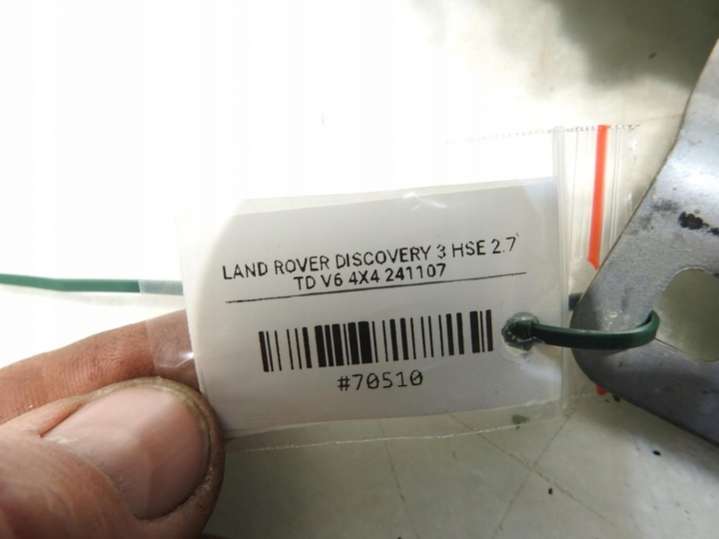 LAND ROVER DISCOVERY 3 HSE 2.7
TD V6 4X4 241107
#70510